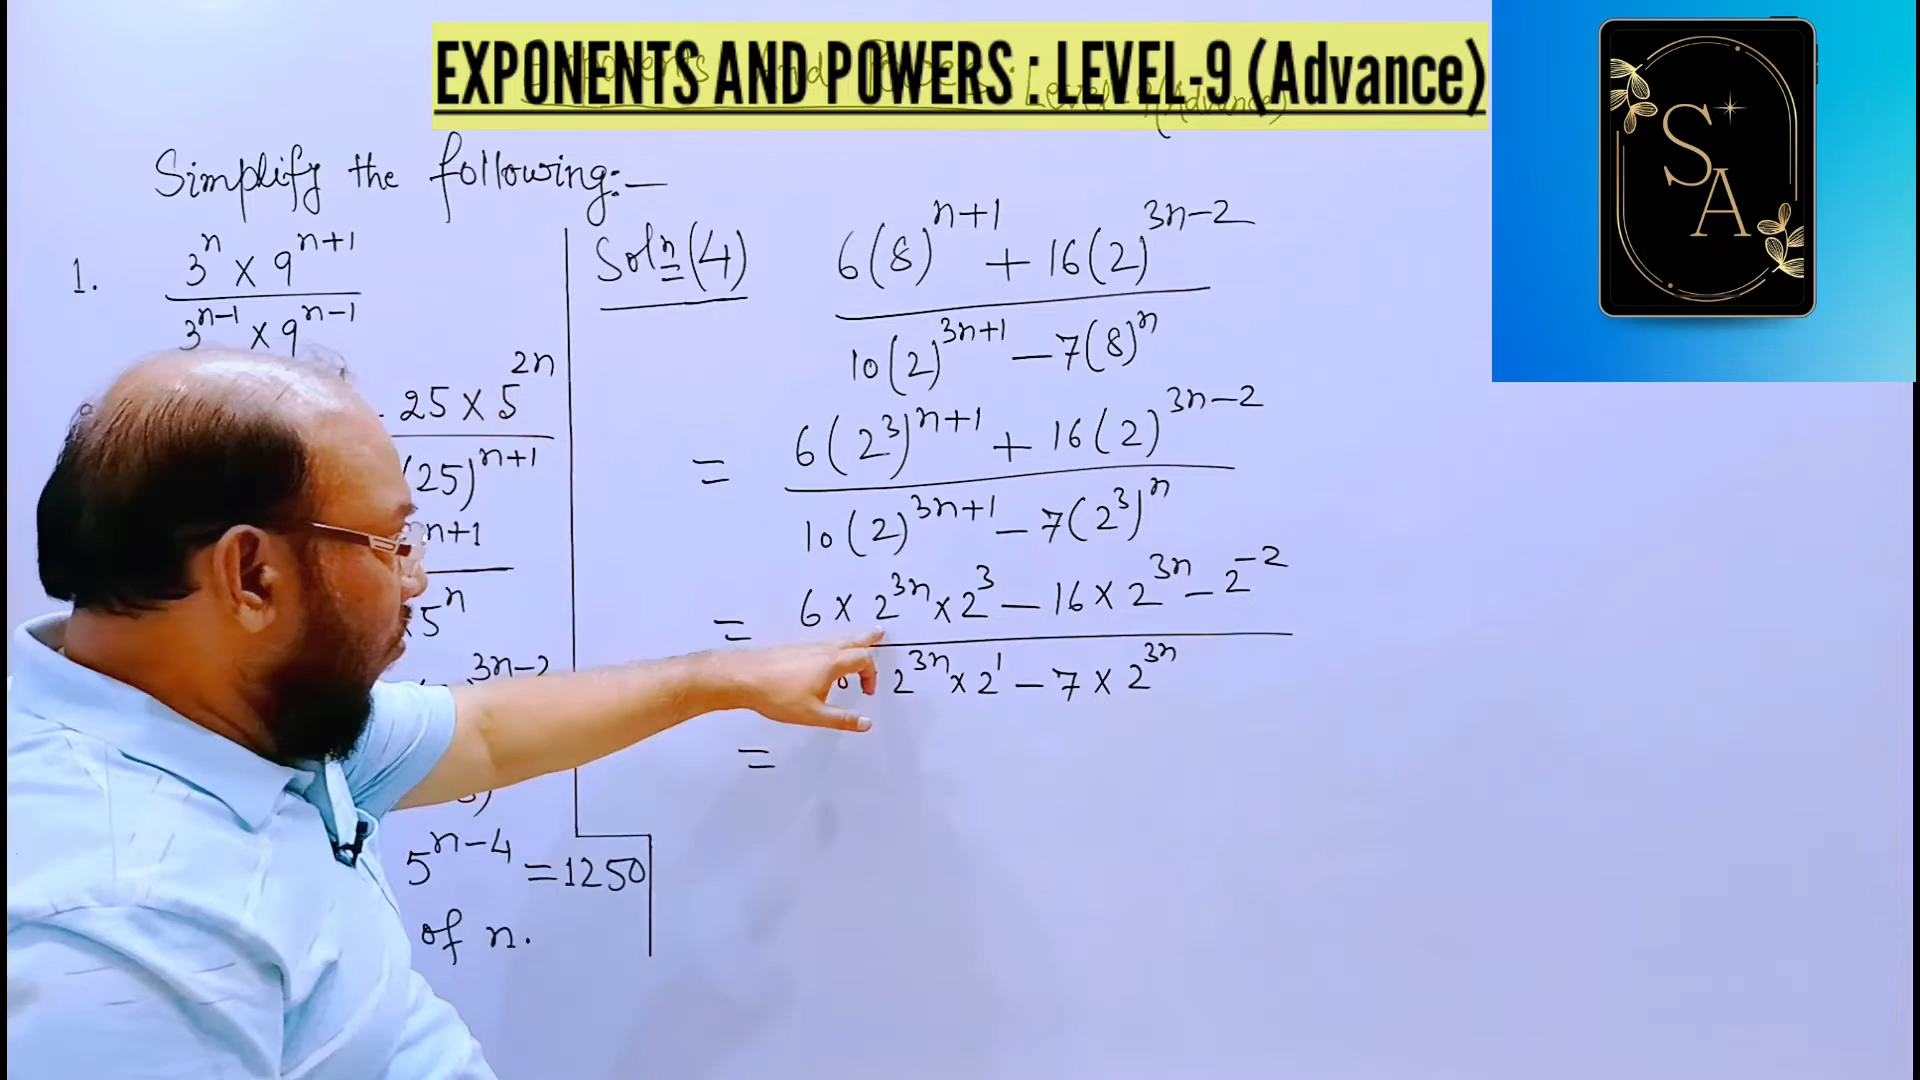 EXPONENTS AND POWERS : LEVEL-9 (Advance)
S
A
Simplify the following:—
1. 3^n × 9^(n+1)
3^(n-1) × 9^(n-1)
25 × 5^2n
(25)^(n+1)
n+1
5^n
3n-2
5^(n-4) = 1250
of n.
Solⁿ (4) 6(8)^(n+1) + 16(2)^(3n-2)
10(2)^(3n+1) — 7(8)^n
= 6(2^3)^(n+1) + 16(2)^(3n-2)
10(2)^(3n+1) — 7(2^3)^n
= 6 × 2^3n × 2^3 — 16 × 2^3n — 2^-2
2^3n × 2^1 — 7 × 2^3n
=